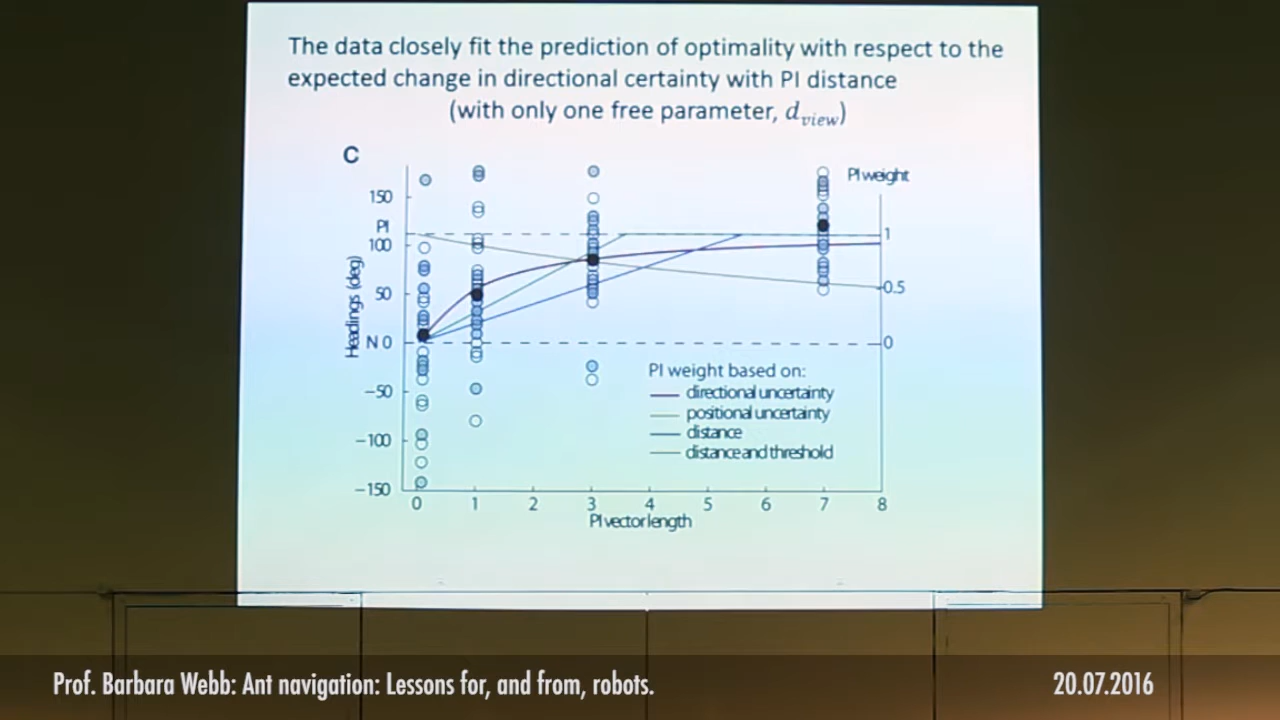 The data closely fit the prediction of optimality with respect to the
expected change in directional certainty with PI distance
(with only one free parameter, dview)
C
PI weight
150
PI
100
50
N 0
−50
−100
−150
Headings (deg)
1
0.5
0
PI weight based on:
directional uncertainty
positional uncertainty
distance
distance and threshold
0 1 2 3 4 5 6 7 8
PI vector length
Prof. Barbara Webb: Ant navigation: Lessons for, and from, robots.
20.07.2016